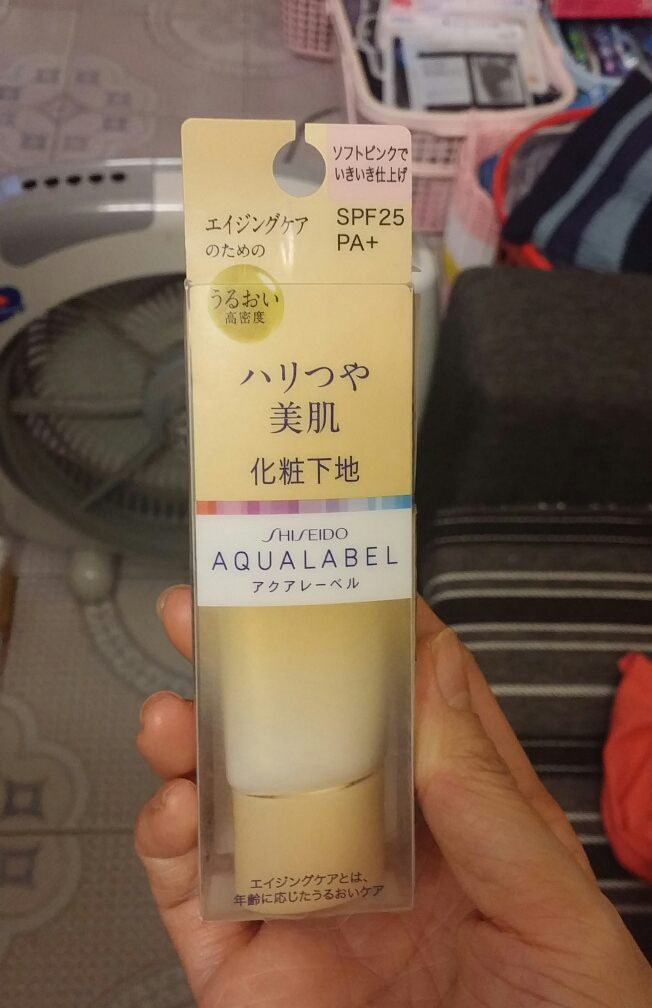 ソフトピンクで
いきいき仕上げ
エイジングケア
のための
SPF25
PA+
うるおい
高密度
ハリつや
美肌
化粧下地
SHISEIDO
AQUALABEL
アクアレーベル
エイジングケアとは、
年齢に応じたうるおいケア